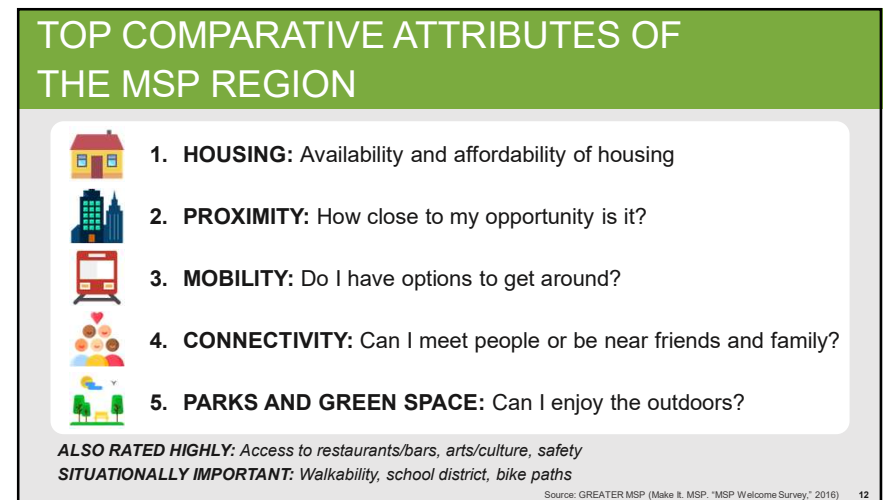 TOP COMPARATIVE ATTRIBUTES OF
THE MSP REGION
1. HOUSING: Availability and affordability of housing
2. PROXIMITY: How close to my opportunity is it?
3. MOBILITY: Do I have options to get around?
4. CONNECTIVITY: Can I meet people or be near friends and family?
5. PARKS AND GREEN SPACE: Can I enjoy the outdoors?
ALSO RATED HIGHLY: Access to restaurants/bars, arts/culture, safety
SITUATIONALLY IMPORTANT: Walkability, school district, bike paths
Source: GREATER MSP (Make It. MSP. "MSP Welcome Survey," 2016) 12